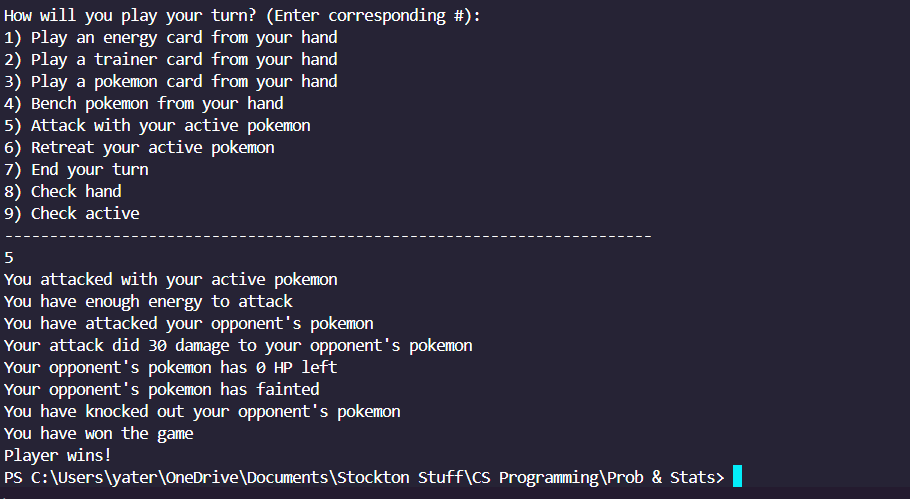 How will you play your turn? (Enter corresponding #):
1) Play an energy card from your hand
2) Play a trainer card from your hand
3) Play a pokemon card from your hand
4) Bench pokemon from your hand
5) Attack with your active pokemon
6) Retreat your active pokemon
7) End your turn
8) Check hand
9) Check active
------------------------------------------------------------------------
5
You attacked with your active pokemon
You have enough energy to attack
You have attacked your opponent's pokemon
Your attack did 30 damage to your opponent's pokemon
Your opponent's pokemon has 0 HP left
Your opponent's pokemon has fainted
You have knocked out your opponent's pokemon
You have won the game
Player wins!
PS C:\Users\yater\OneDrive\Documents\Stockton Stuff\CS Programming\Prob & Stats>